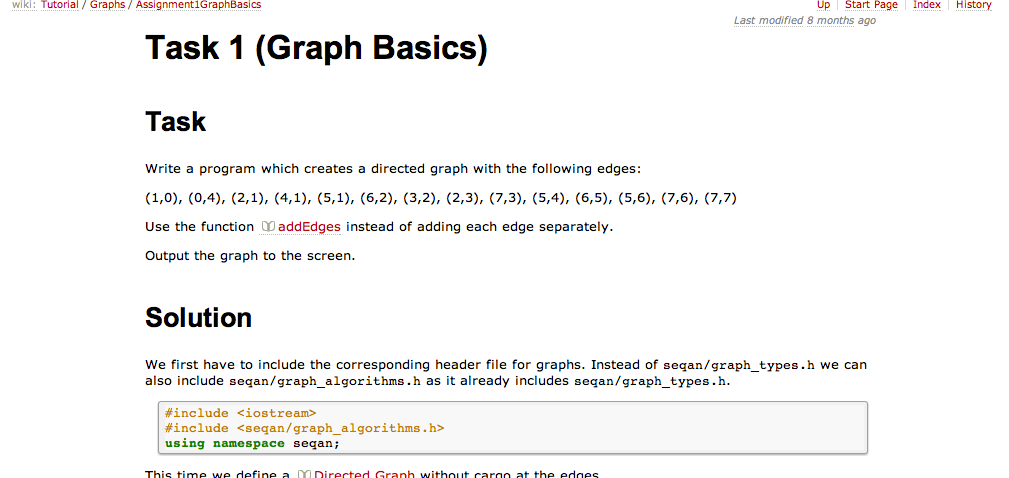 wiki: Tutorial / Graphs / Assignment1GraphBasics
Up | Start Page | Index | History
Last modified 8 months ago
Task 1 (Graph Basics)
Task
Write a program which creates a directed graph with the following edges:
(1,0), (0,4), (2,1), (4,1), (5,1), (6,2), (3,2), (2,3), (7,3), (5,4), (6,5), (5,6), (7,6), (7,7)
Use the function addEdges instead of adding each edge separately.
Output the graph to the screen.
Solution
We first have to include the corresponding header file for graphs. Instead of seqan/graph_types.h we can
also include seqan/graph_algorithms.h as it already includes seqan/graph_types.h.
#include <iostream>
#include <seqan/graph_algorithms.h>
using namespace seqan;
This time we define a Directed Graph without cargo at the edges